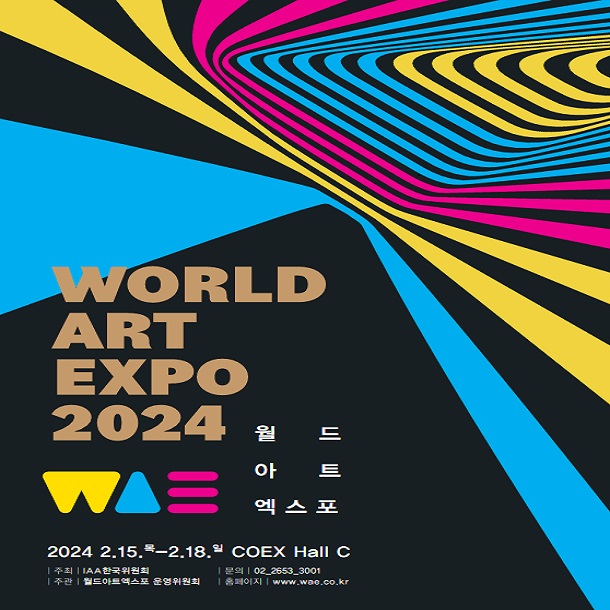 WORLD
ART
EXPO
2024
월드
아트
엑스포
WAE
2024 2.15.목-2.18.일 COEX Hall C
| 주최 | IAA한국위원회 | 문의 | 02_2653_3001
| 주관 | 월드아트엑스포 운영위원회 | 홈페이지 | www.wae.co.kr